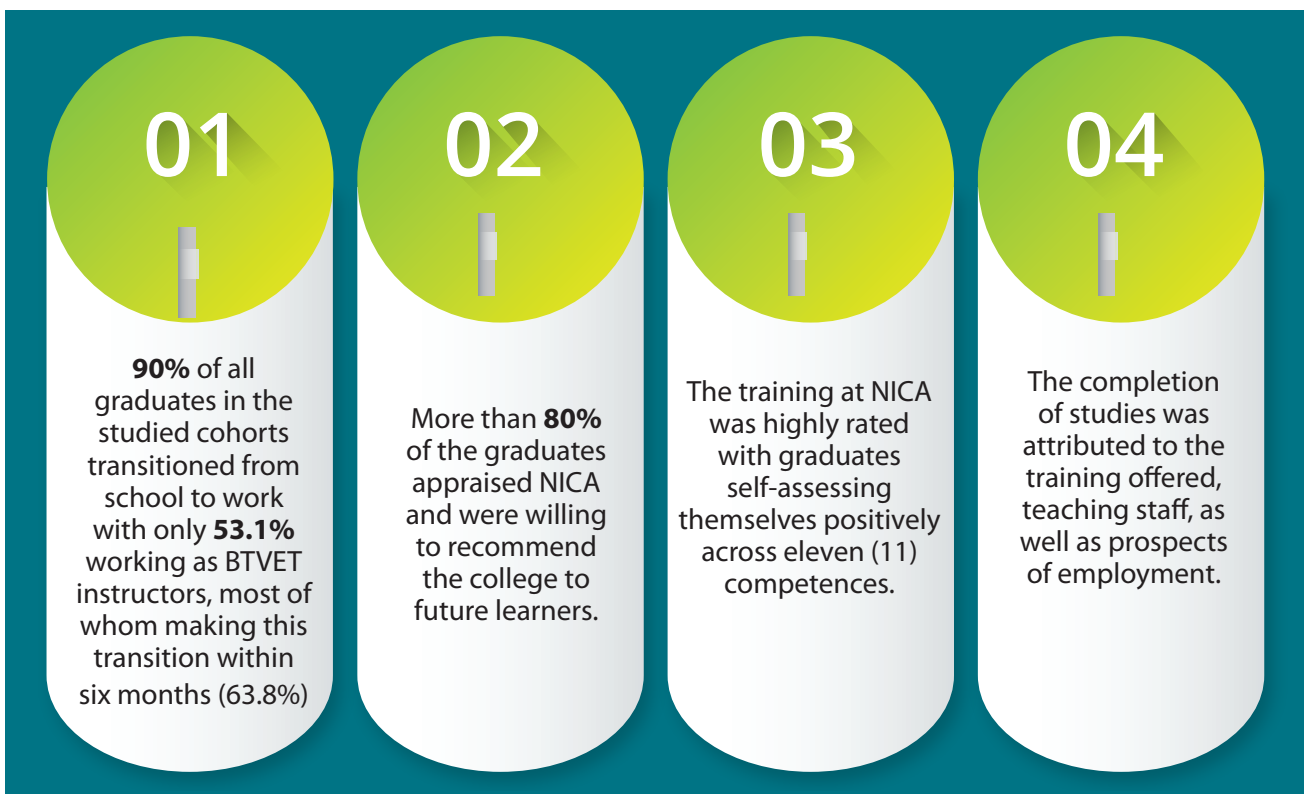 01
90% of all
graduates in the
studied cohorts
transitioned from
school to work
with only 53.1%
working as BTVET
instructors, most of
whom making this
transition within
six months (63.8%)
02
More than 80%
of the graduates
appraised NICA
and were willing
to recommend
the college to
future learners.
03
The training at NICA
was highly rated
with graduates
self-assessing
themselves positively
across eleven (11)
competences.
04
The completion
of studies was
attributed to the
training offered,
teaching staff, as
well as prospects
of employment.